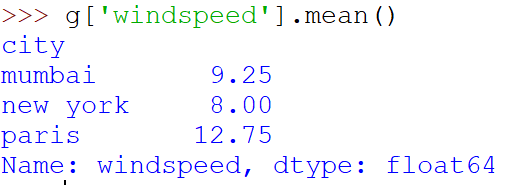 >>> g['windspeed'].mean()
city
mumbai       9.25
new york     8.00
paris       12.75
Name: windspeed, dtype: float64